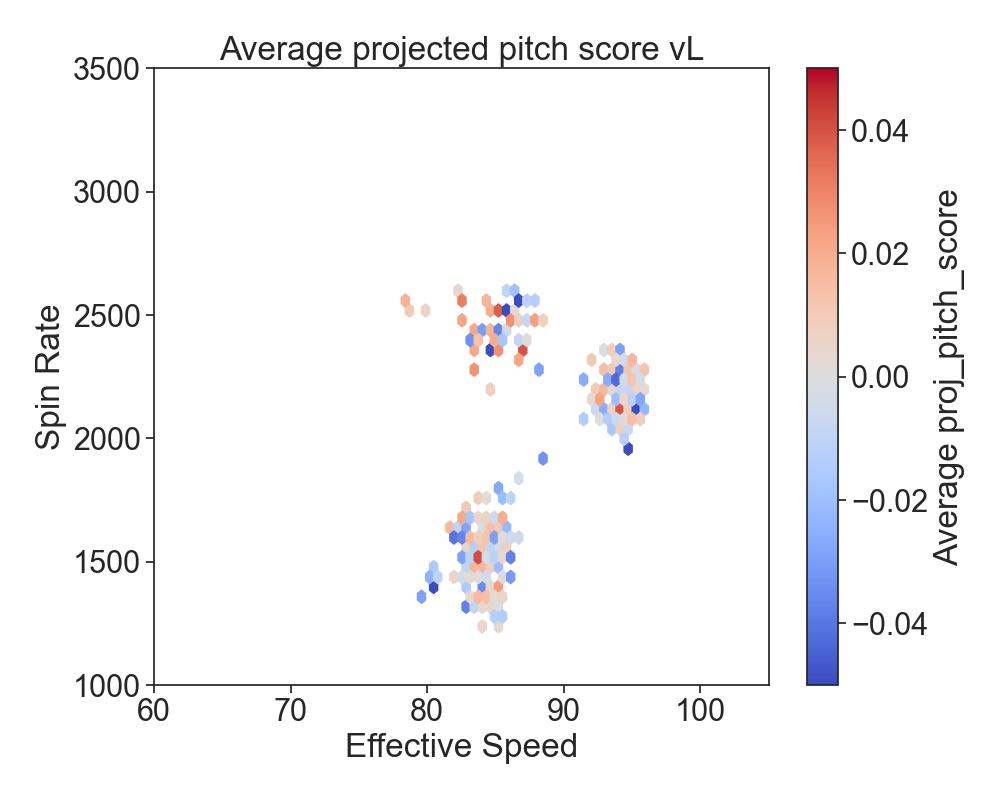 Average projected pitch score vL
3500
3000
2500
2000
1500
1000
Spin Rate
60 70 80 90 100
Effective Speed
0.04
0.02
0.00
−0.02
−0.04
Average proj_pitch_score